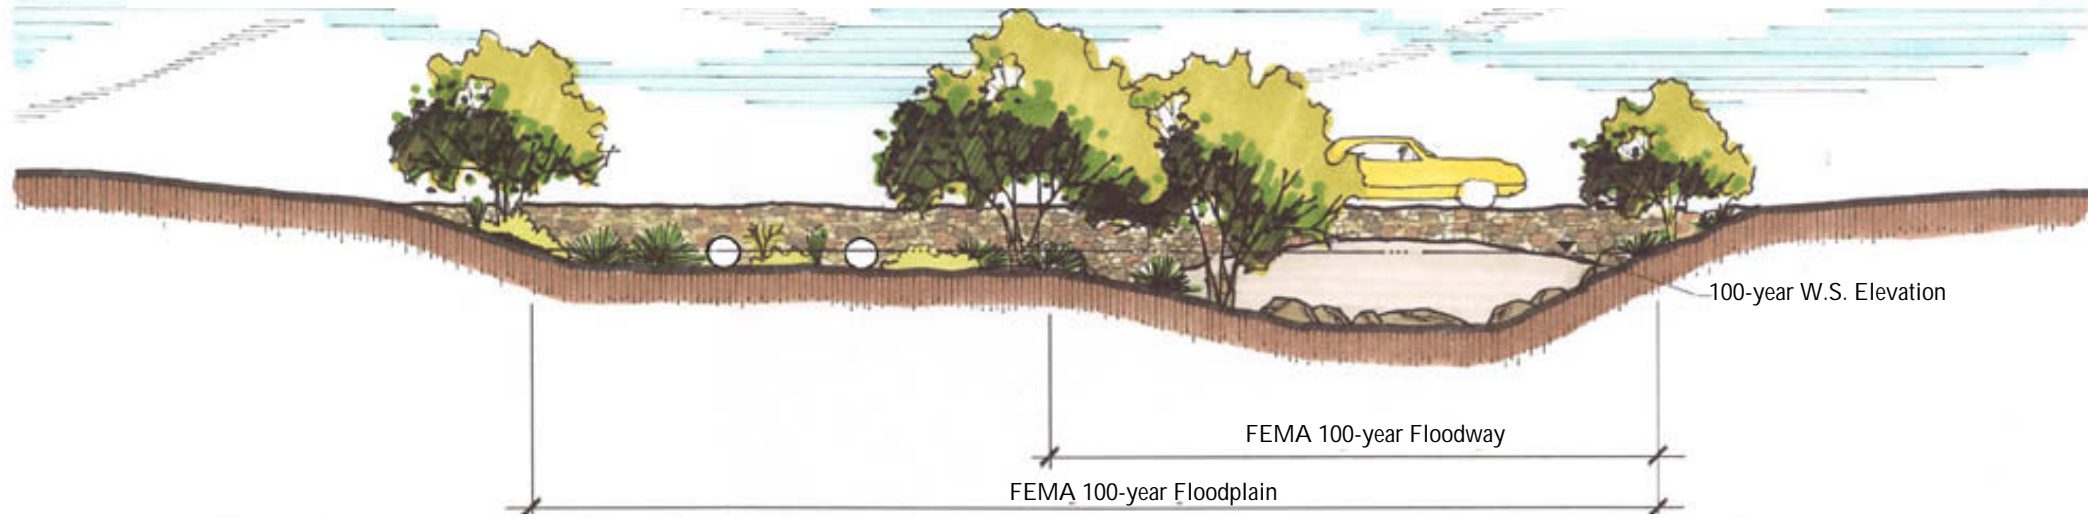 100-year W.S. Elevation
FEMA 100-year Floodway
FEMA 100-year Floodplain